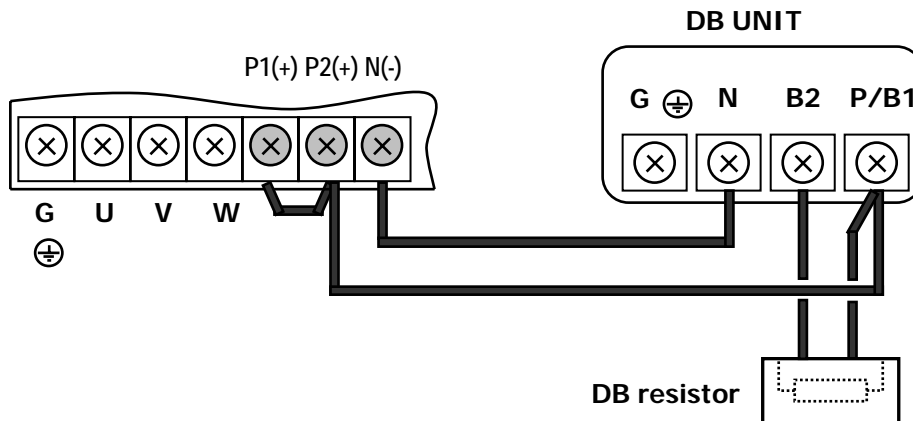 DB UNIT
P1(+) P2(+) N(-)
G N B2 P/B1
G U V W
DB resistor